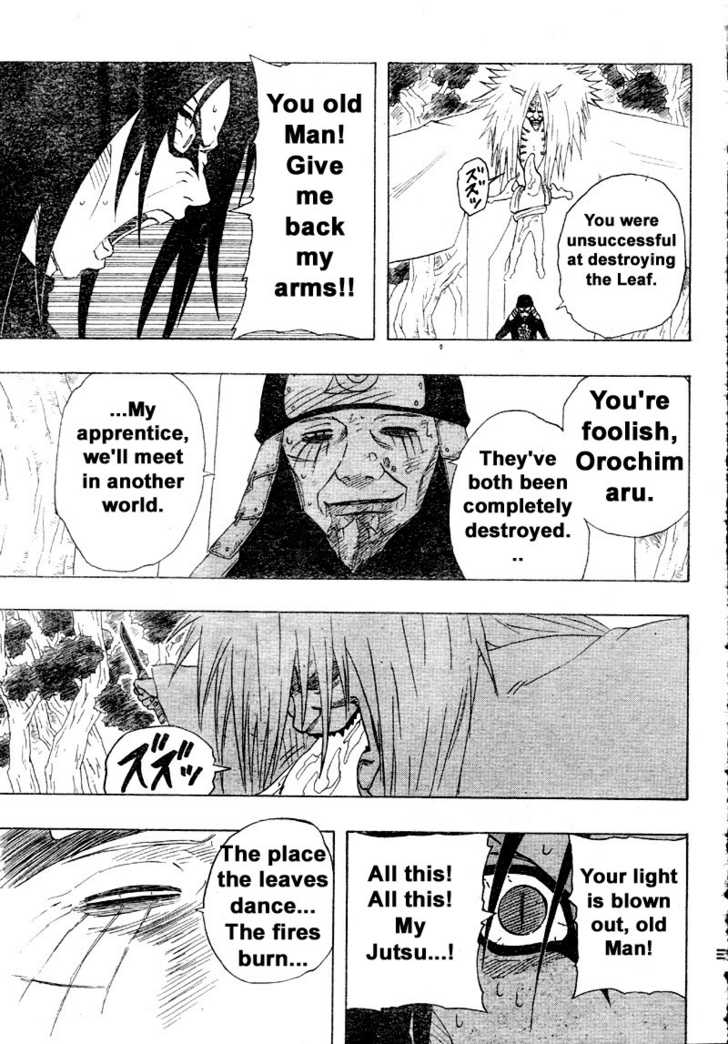 You were
unsuccessful
at destroying
the Leaf.
ズズッ
You old
Man!
Give
me
back
my
arms!!
You're
foolish,
Orochim
aru.
They've
both been
completely
destroyed.
..
...My
apprentice,
we'll meet
in another
world.
ズズッ
Your light
is blown
out, old
Man!
All this!
All this!
My
Jutsu...!
The place
the leaves
dance...
The fires
burn...